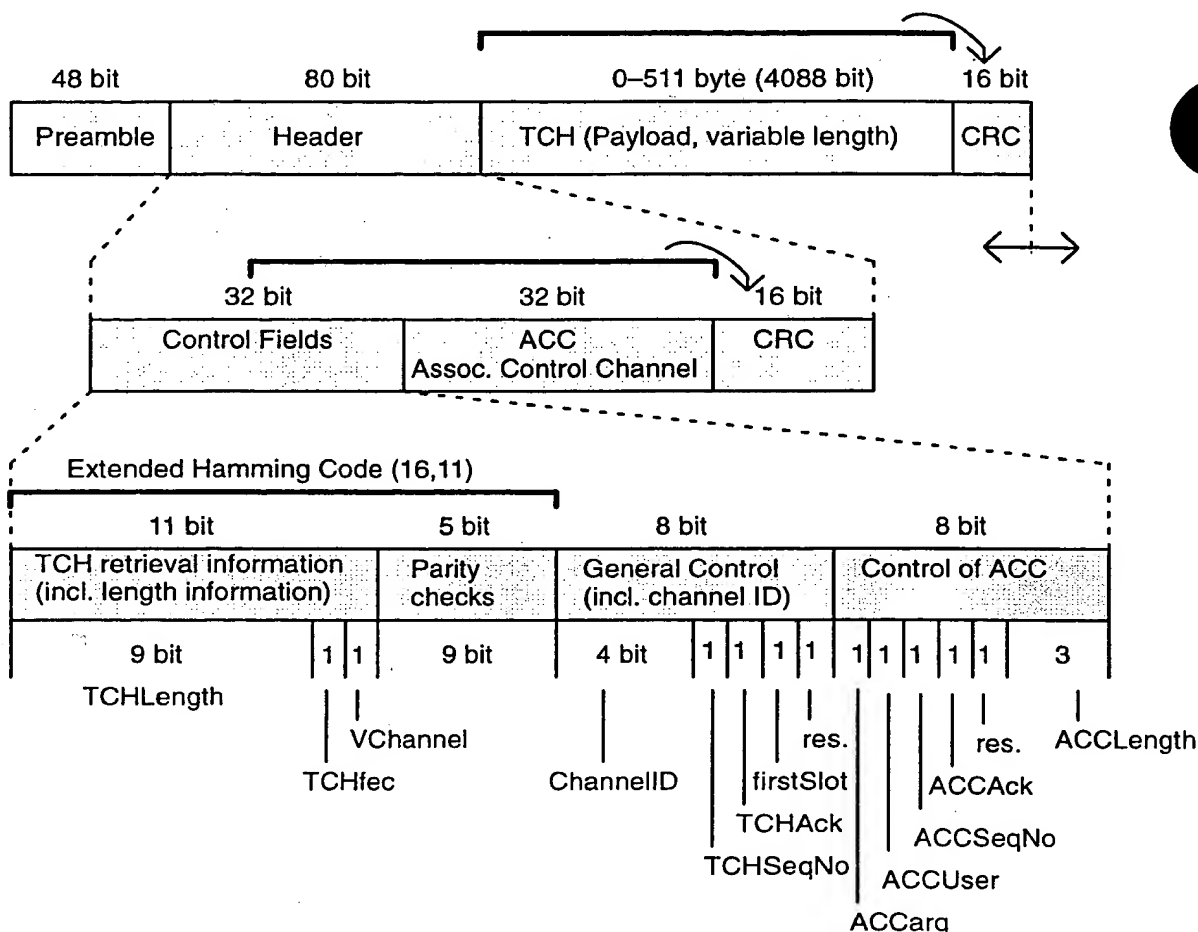 48 bit 80 bit 0–511 byte (4088 bit) 16 bit
Preamble Header TCH (Payload, variable length) CRC
32 bit 32 bit 16 bit
Control Fields ACC CRC
Assoc. Control Channel
Extended Hamming Code (16,11)
11 bit 5 bit 8 bit 8 bit
TCH retrieval information Parity General Control Control of ACC
(incl. length information) checks (incl. channel ID)
9 bit 1 1 9 bit 4 bit 1 1 1 1 1 1 1 1 1 3
TCHLength
VChannel res. res. ACCLength
TCHfec ChannelID firstSlot ACCAck
TCHAck ACCSeqNo
TCHSeqNo ACCUser
ACCarq